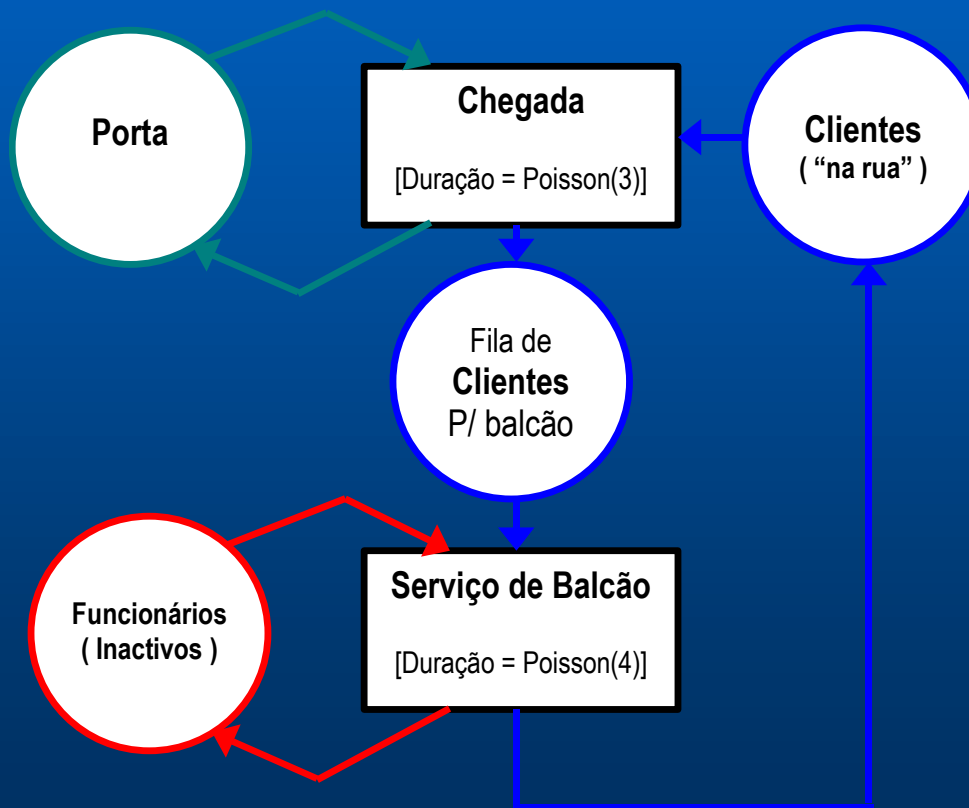 Porta
Chegada
[Duração = Poisson(3)]
Clientes
( “na rua” )
Fila de
Clientes
P/ balcão
Funcionários
( Inactivos )
Serviço de Balcão
[Duração = Poisson(4)]